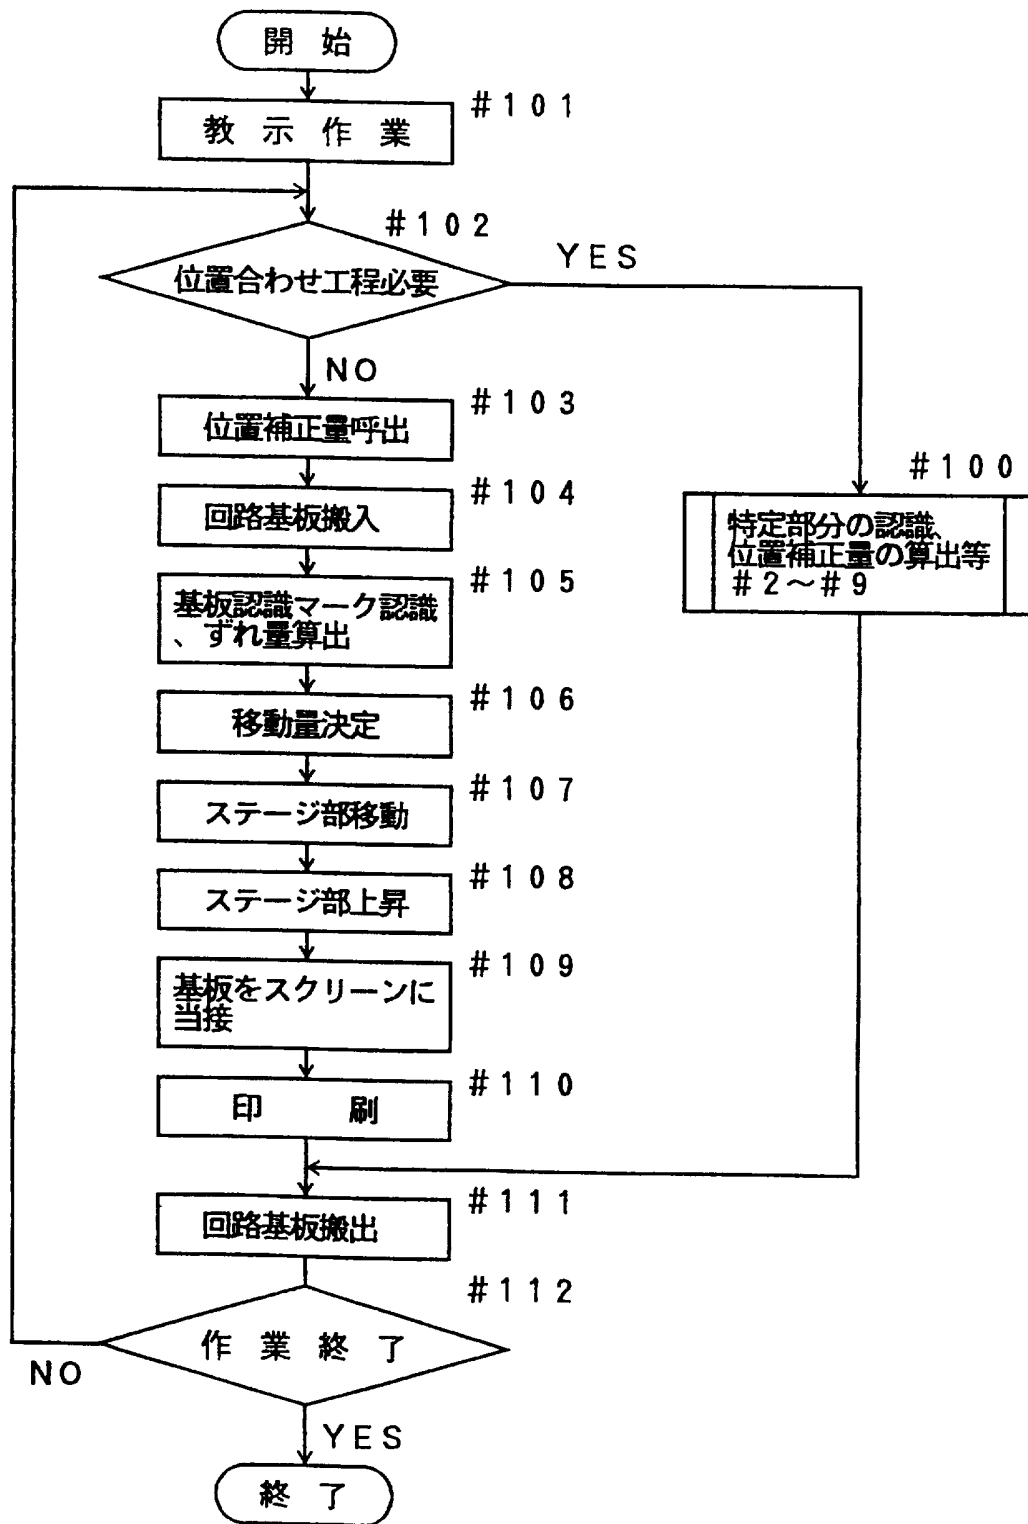 開 始
#101
教 示 作 業
#102
位置合わせ工程必要
YES
NO
#103
位置補正量呼出
#104
回路基板搬入
#100
特定部分の認識、
位置補正量の算出等
#2~#9
#105
基板認識マーク認識
、ずれ量算出
#106
移動量決定
#107
ステージ部移動
#108
ステージ部上昇
#109
基板をスクリーンに
当接
#110
印 刷
#111
回路基板搬出
#112
作 業 終 了
NO
YES
終 了